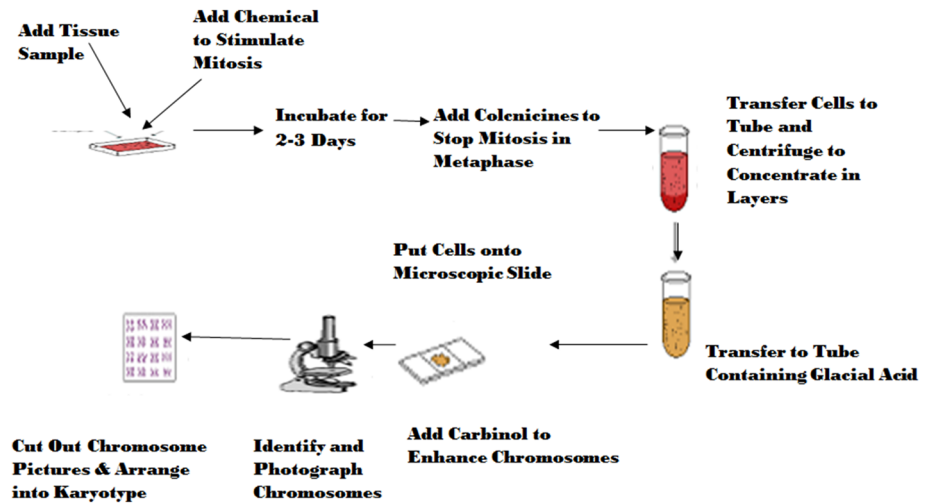 Add Tissue
Sample
Add Chemical
to Stimulate
Mitosis
Incubate for
2-3 Days
Add Colcnicines to
Stop Mitosis in
Metaphase
Transfer Cells to
Tube and
Centrifuge to
Concentrate in
Layers
Transfer to Tube
Containing Glacial Acid
Put Cells onto
Microscopic Slide
Add Carbinol to
Enhance Chromosomes
Identify and
Photograph
Chromosomes
Cut Out Chromosome
Pictures & Arrange
into Karyotype